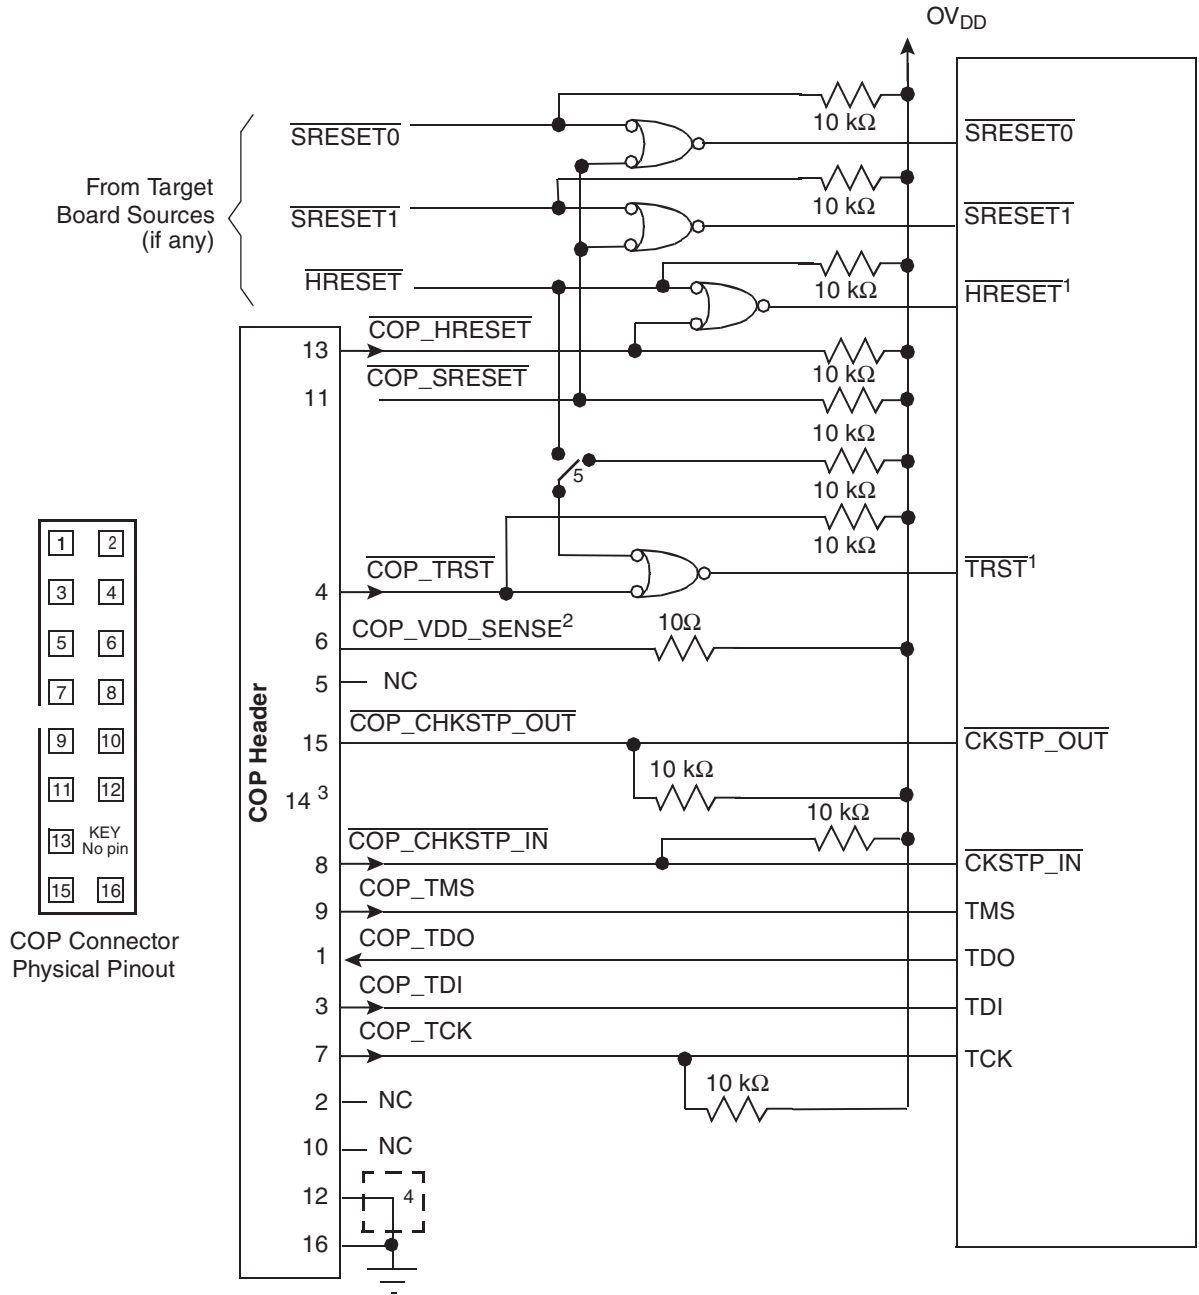 OVDD
10 kΩ
SRESET0
SRESET0
10 kΩ
From Target
Board Sources
(if any)
SRESET1
SRESET1
HRESET
10 kΩ
HRESET1
13
COP_HRESET
10 kΩ
11
COP_SRESET
10 kΩ
5
10 kΩ
10 kΩ
4
COP_TRST
TRST1
6
COP_VDD_SENSE2
10Ω
5
NC
15
COP_CHKSTP_OUT
CKSTP_OUT
10 kΩ
14 3
10 kΩ
8
COP_CHKSTP_IN
CKSTP_IN
9
COP_TMS
TMS
1
COP_TDO
TDO
3
COP_TDI
TDI
7
COP_TCK
TCK
10 kΩ
2
NC
10
NC
12
4
16
COP Header
1 2
3 4
5 6
7 8
9 10
11 12
13 KEY
No pin
15 16
COP Connector
Physical Pinout